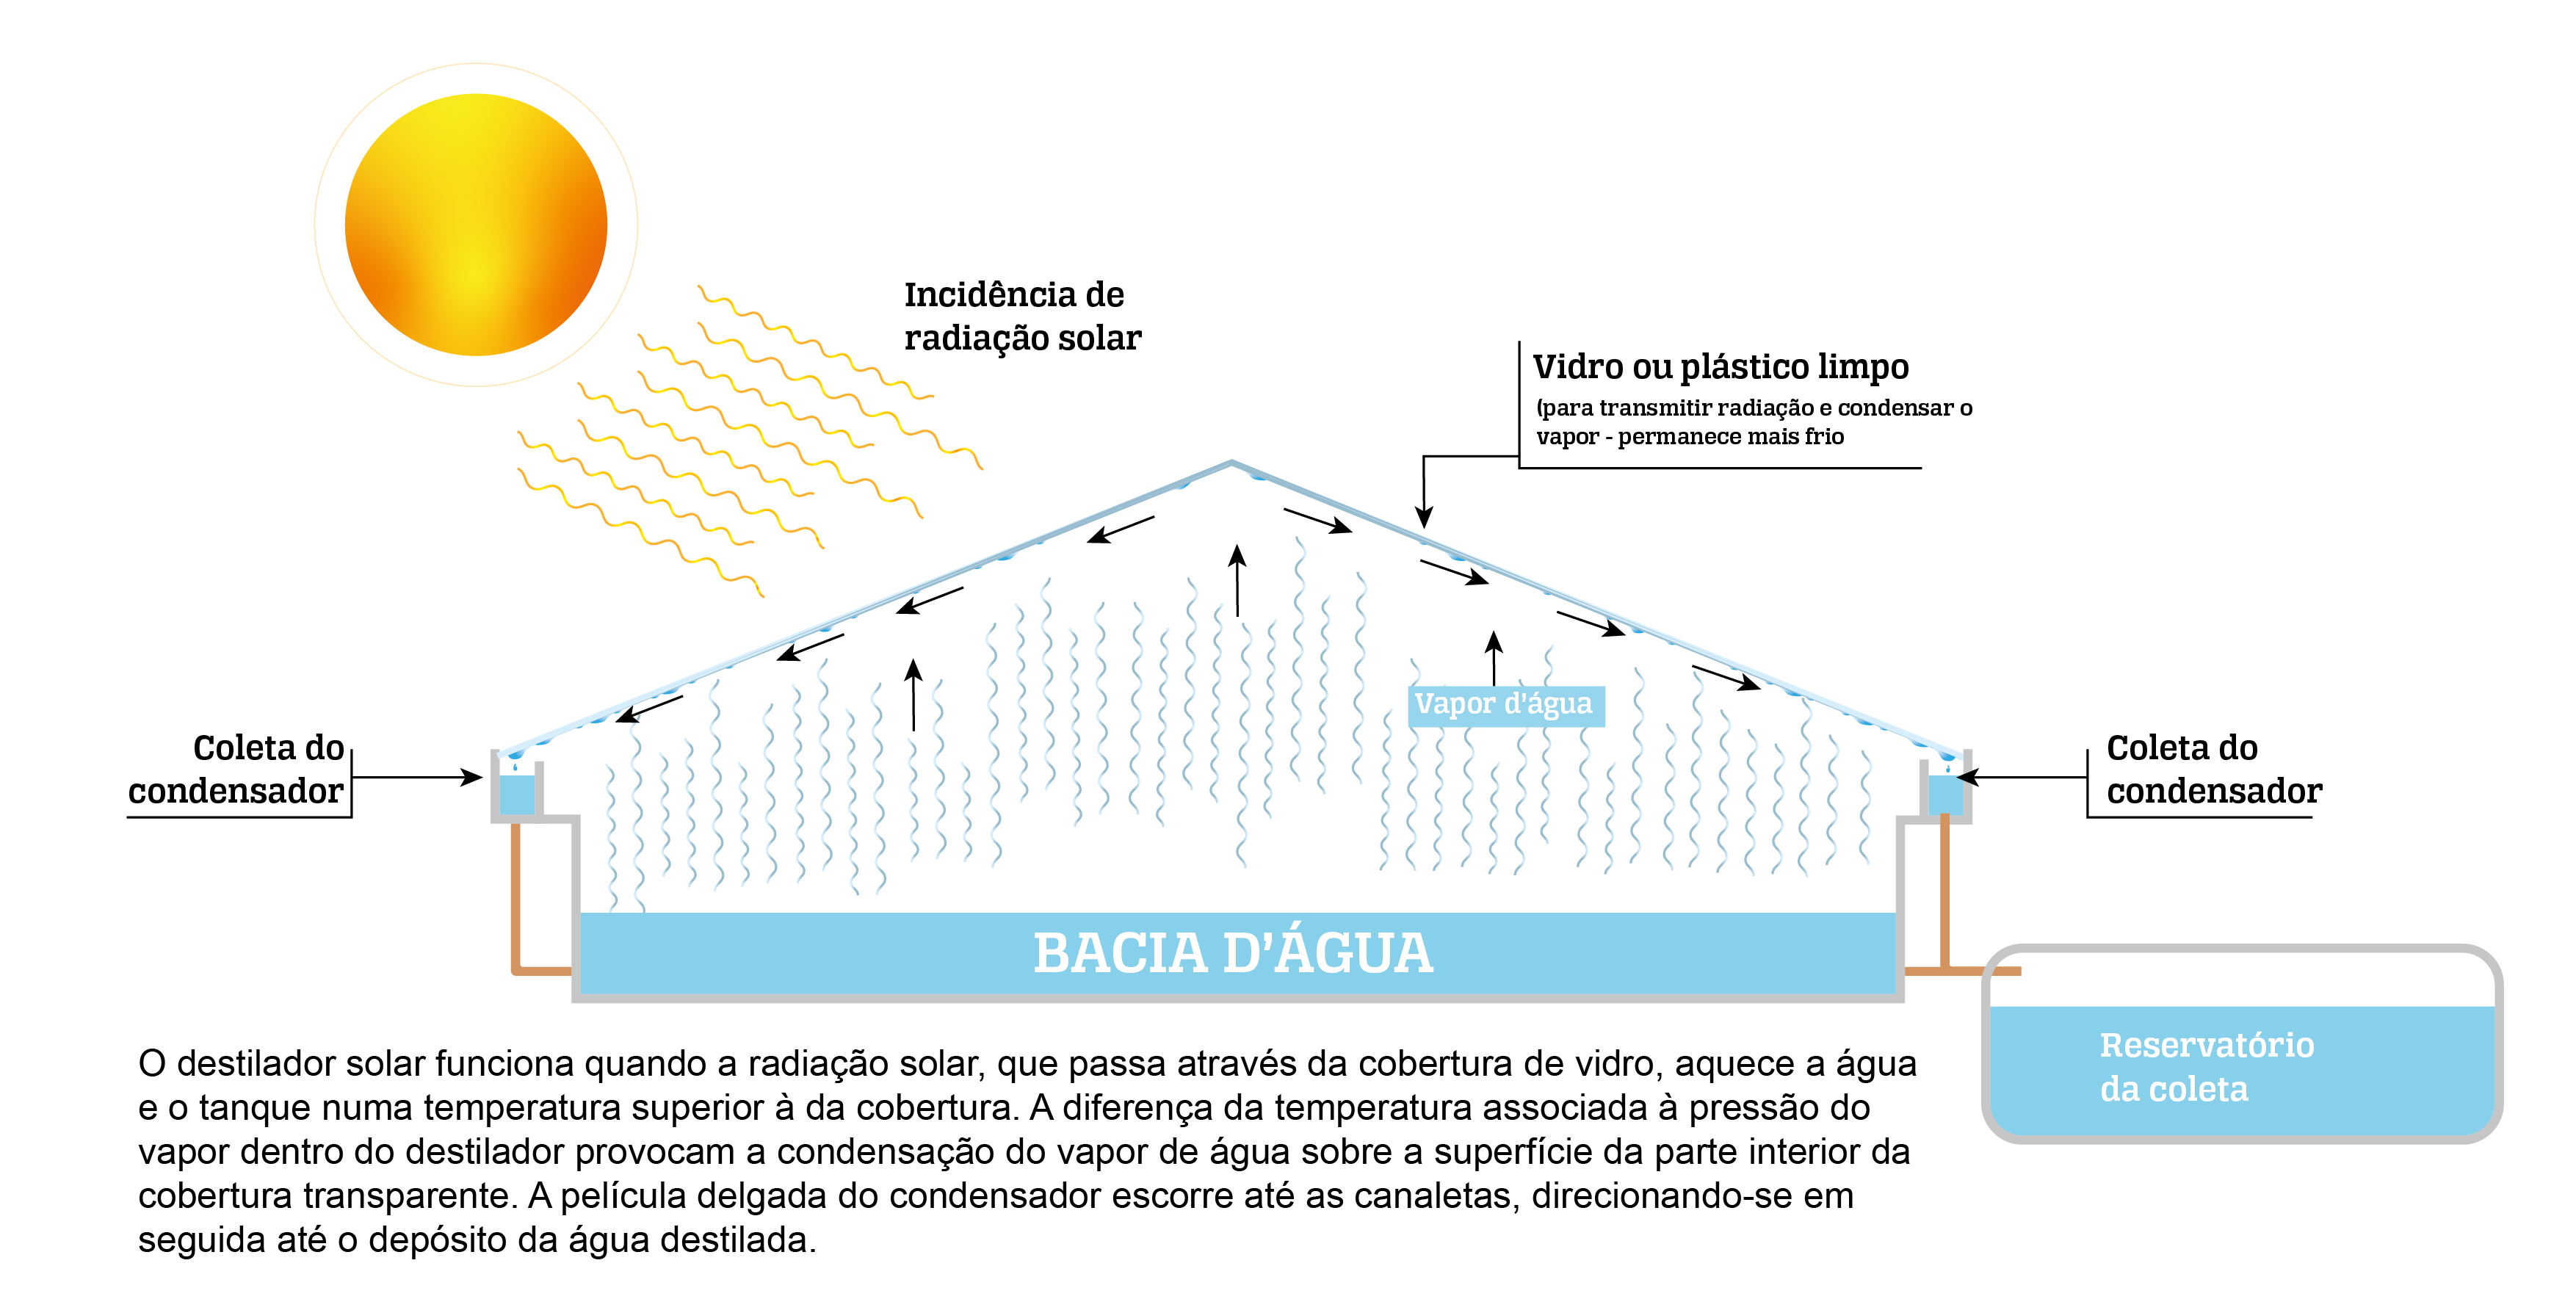 Incidência de
radiação solar
Vidro ou plástico limpo
(para transmitir radiação e condensar o
vapor - permanece mais frio
Vapor d'água
Coleta do
condensador
Coleta do
condensador
BACIA D'ÁGUA
Reservatório
da coleta
O destilador solar funciona quando a radiação solar, que passa através da cobertura de vidro, aquece a água
e o tanque numa temperatura superior à da cobertura. A diferença da temperatura associada à pressão do
vapor dentro do destilador provocam a condensação do vapor de água sobre a superfície da parte interior da
cobertura transparente. A película delgada do condensador escorre até as canaletas, direcionando-se em
seguida até o depósito da água destilada.